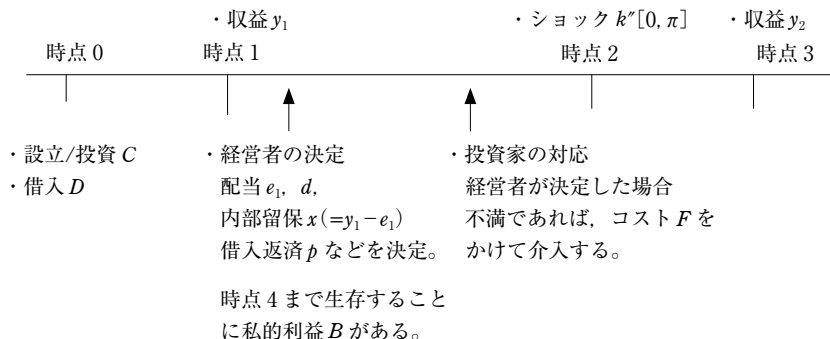 ・収益 y₁
・ショック k″[0, π]
・収益 y₂
時点 0
時点 1
時点 2
時点 3
・設立/投資 C
・借入 D
・経営者の決定
配当 e₁, d,
内部留保 x(=y₁−e₁)
借入返済 p などを決定。
時点 4 まで生存すること
に私的利益 B がある。
・投資家の対応
経営者が決定した場合
不満であれば，コスト F を
かけて介入する。